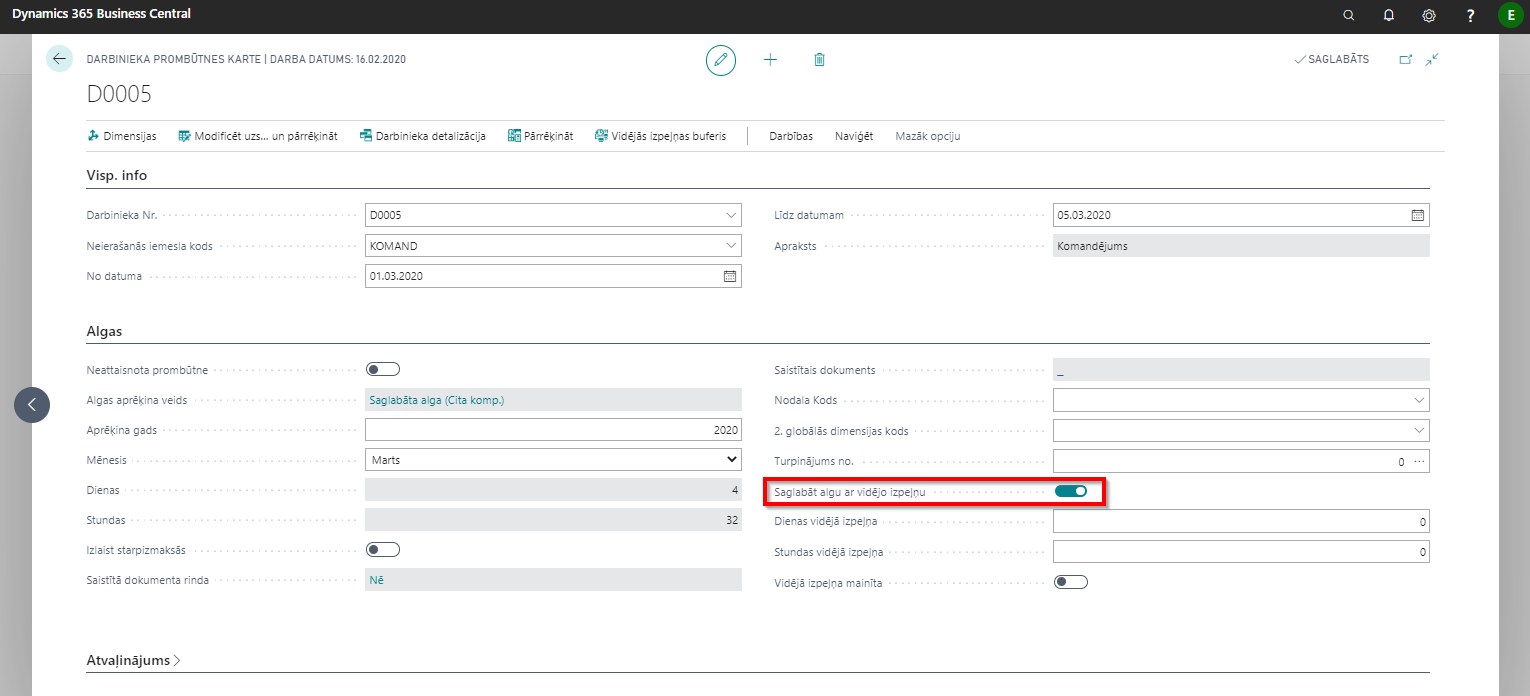 Dynamics 365 Business Central
E
DARBINIEKA PROMBŪTNES KARTE | DARBA DATUMS: 16.02.2020
SAGLABĀTS
D0005
Dimensijas
Modificēt uzs... un pārrēķināt
Darbinieka detalizācija
Pārrēķināt
Vidējās izpeļņas buferis
Darbības
Naviģēt
Mazāk opciju
Visp. info
Darbinieka Nr.
D0005
Neierašanās iemesla kods
KOMAND
No datuma
01.03.2020
Līdz datumam
05.03.2020
Apraksts
Komandējums
Algas
Neattaisnota prombūtne
Algas aprēķina veids
Saglabāta alga (Cita komp.)
Aprēķina gads
2020
Mēnesis
Marts
Dienas
4
Stundas
32
Izlaist starpizmaksās
Saistītā dokumenta rinda
Nē
Saistītais dokuments
_
Nodaļa Kods
2. globālās dimensijas kods
Turpinājums no.
0 ...
Saglabāt algu ar vidējo izpeļņu
Dienas vidējā izpeļņa
0
Stundas vidējā izpeļņa
0
Vidējā izpeļņa mainīta
Atvaļinājums